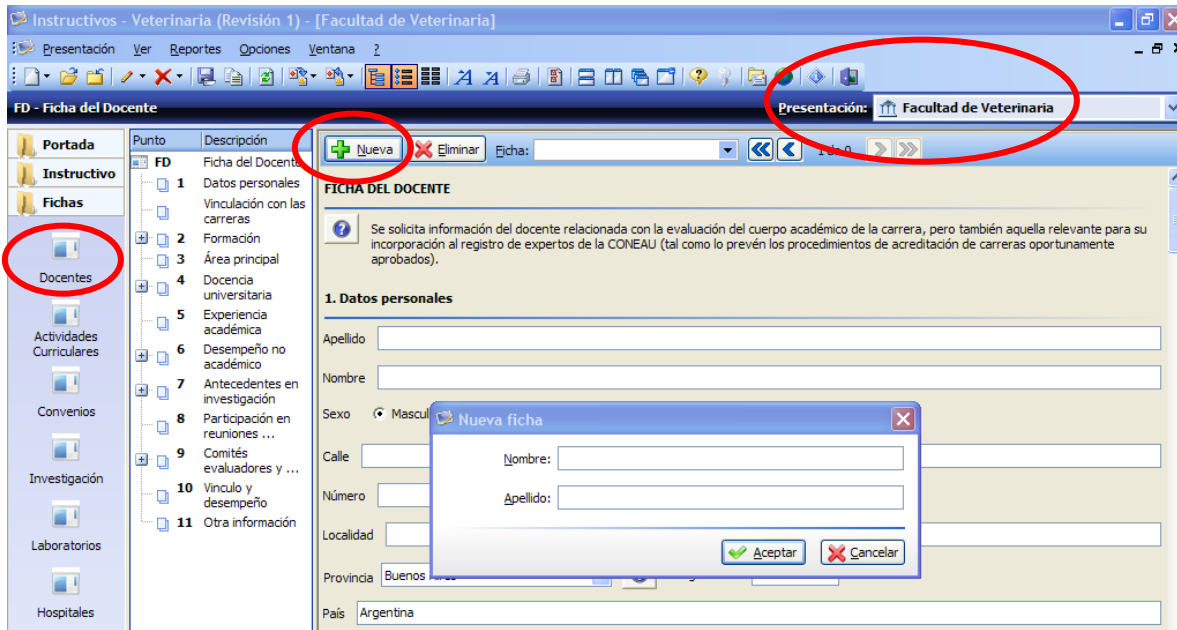 Instructivos - Veterinaria (Revisión 1) - [Facultad de Veterinaria]
Presentación Ver Reportes Opciones Ventana ?
FD - Ficha del Docente
Presentación: Facultad de Veterinaria
Portada
Instructivo
Fichas
Docentes
Actividades
Curriculares
Convenios
Investigación
Laboratorios
Hospitales
Punto Descripción
FD Ficha del Docente
1 Datos personales
Vinculación con las
carreras
2 Formación
3 Área principal
4 Docencia
universitaria
5 Experiencia
académica
6 Desempeño no
académico
7 Antecedentes en
investigación
8 Participación en
reuniones ...
9 Comités
evaluadores y ...
10 Vinculo y
desempeño
11 Otra información
Nueva Eliminar Ficha: 1 de 0
FICHA DEL DOCENTE
Se solicita información del docente relacionada con la evaluación del cuerpo académico de la carrera, pero también aquella relevante para su
incorporación al registro de expertos de la CONEAU (tal como lo prevén los procedimientos de acreditación de carreras oportunamente
aprobados).
1. Datos personales
Apellido
Nombre
Sexo Mascul
Calle
Número
Localidad
Provincia Buenos
País Argentina
Nueva ficha
Nombre:
Apellido:
Aceptar Cancelar